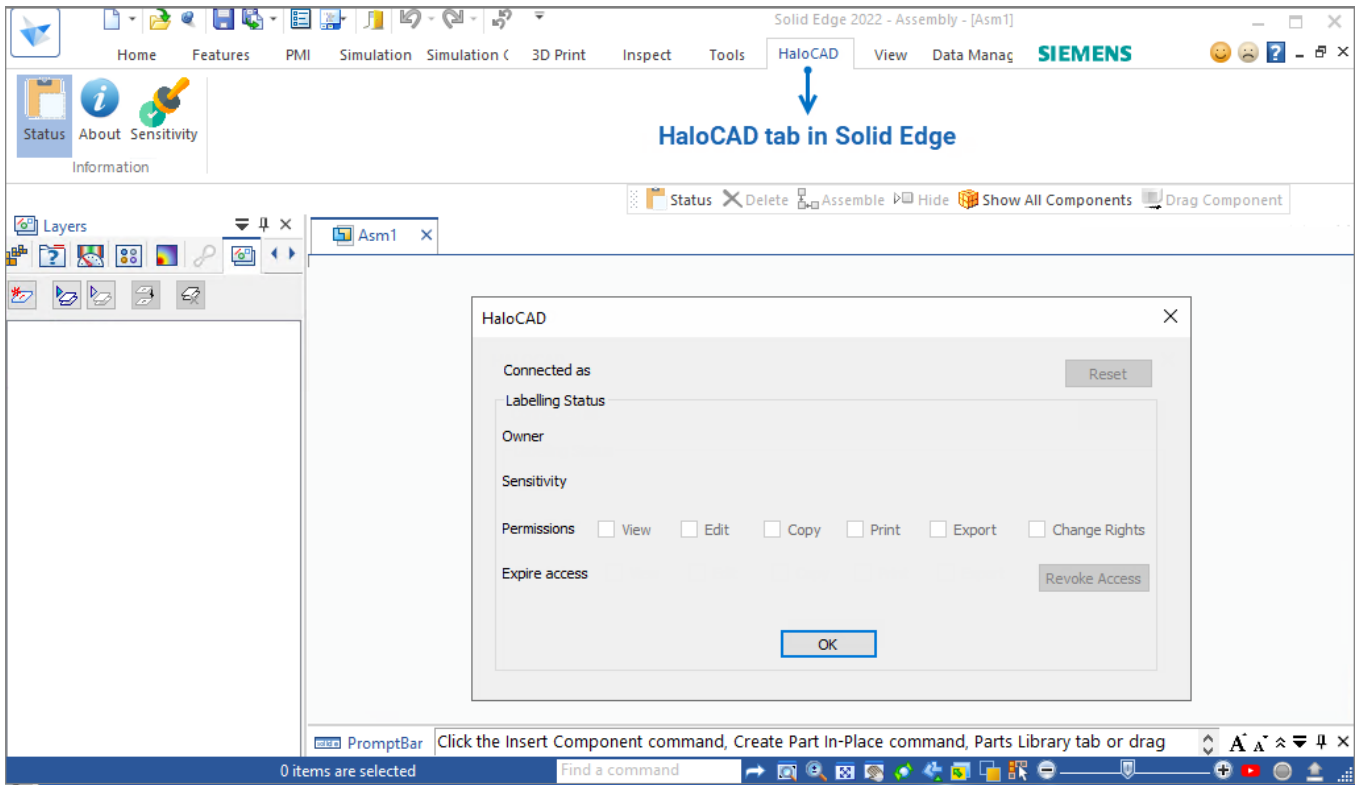 Solid Edge 2022 - Assembly - [Asm1]
Home Features PMI Simulation Simulation ( 3D Print Inspect Tools HaloCAD View Data Manag SIEMENS
HaloCAD tab in Solid Edge
Status About Sensitivity
Information
Status Delete Assemble Hide Show All Components Drag Component
Layers
Asm1
HaloCAD
Connected as Reset
Labelling Status
Owner
Sensitivity
Permissions View Edit Copy Print Export Change Rights
Expire access Revoke Access
OK
PromptBar Click the Insert Component command, Create Part In-Place command, Parts Library tab or drag
0 items are selected Find a command